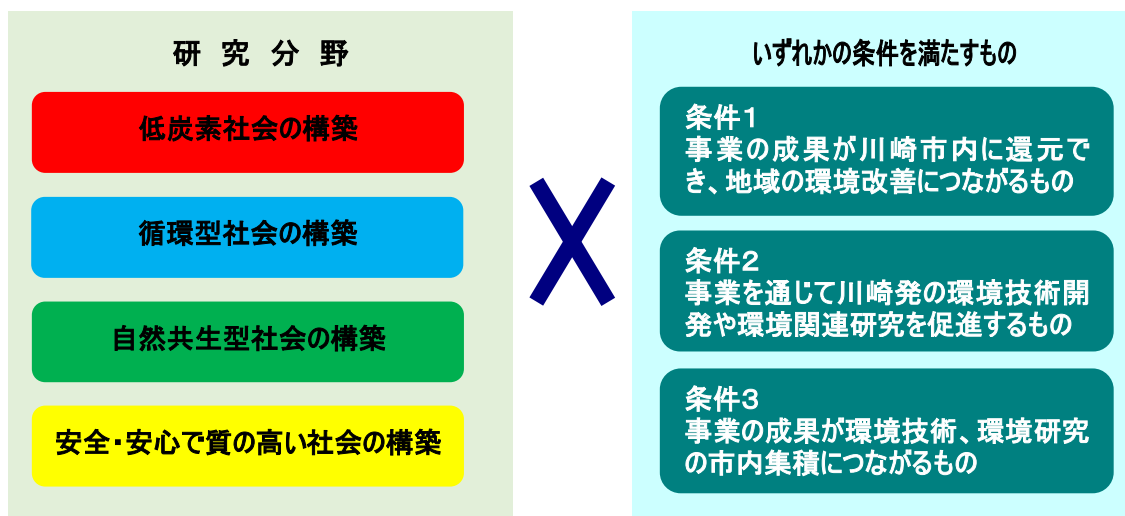 研究分野
低炭素社会の構築
循環型社会の構築
自然共生型社会の構築
安全・安心で質の高い社会の構築
X
いずれかの条件を満たすもの
条件1
事業の成果が川崎市内に還元で
き、地域の環境改善につながるもの
条件2
事業を通じて川崎発の環境技術開
発や環境関連研究を促進するもの
条件3
事業の成果が環境技術、環境研究
の市内集積につながるもの